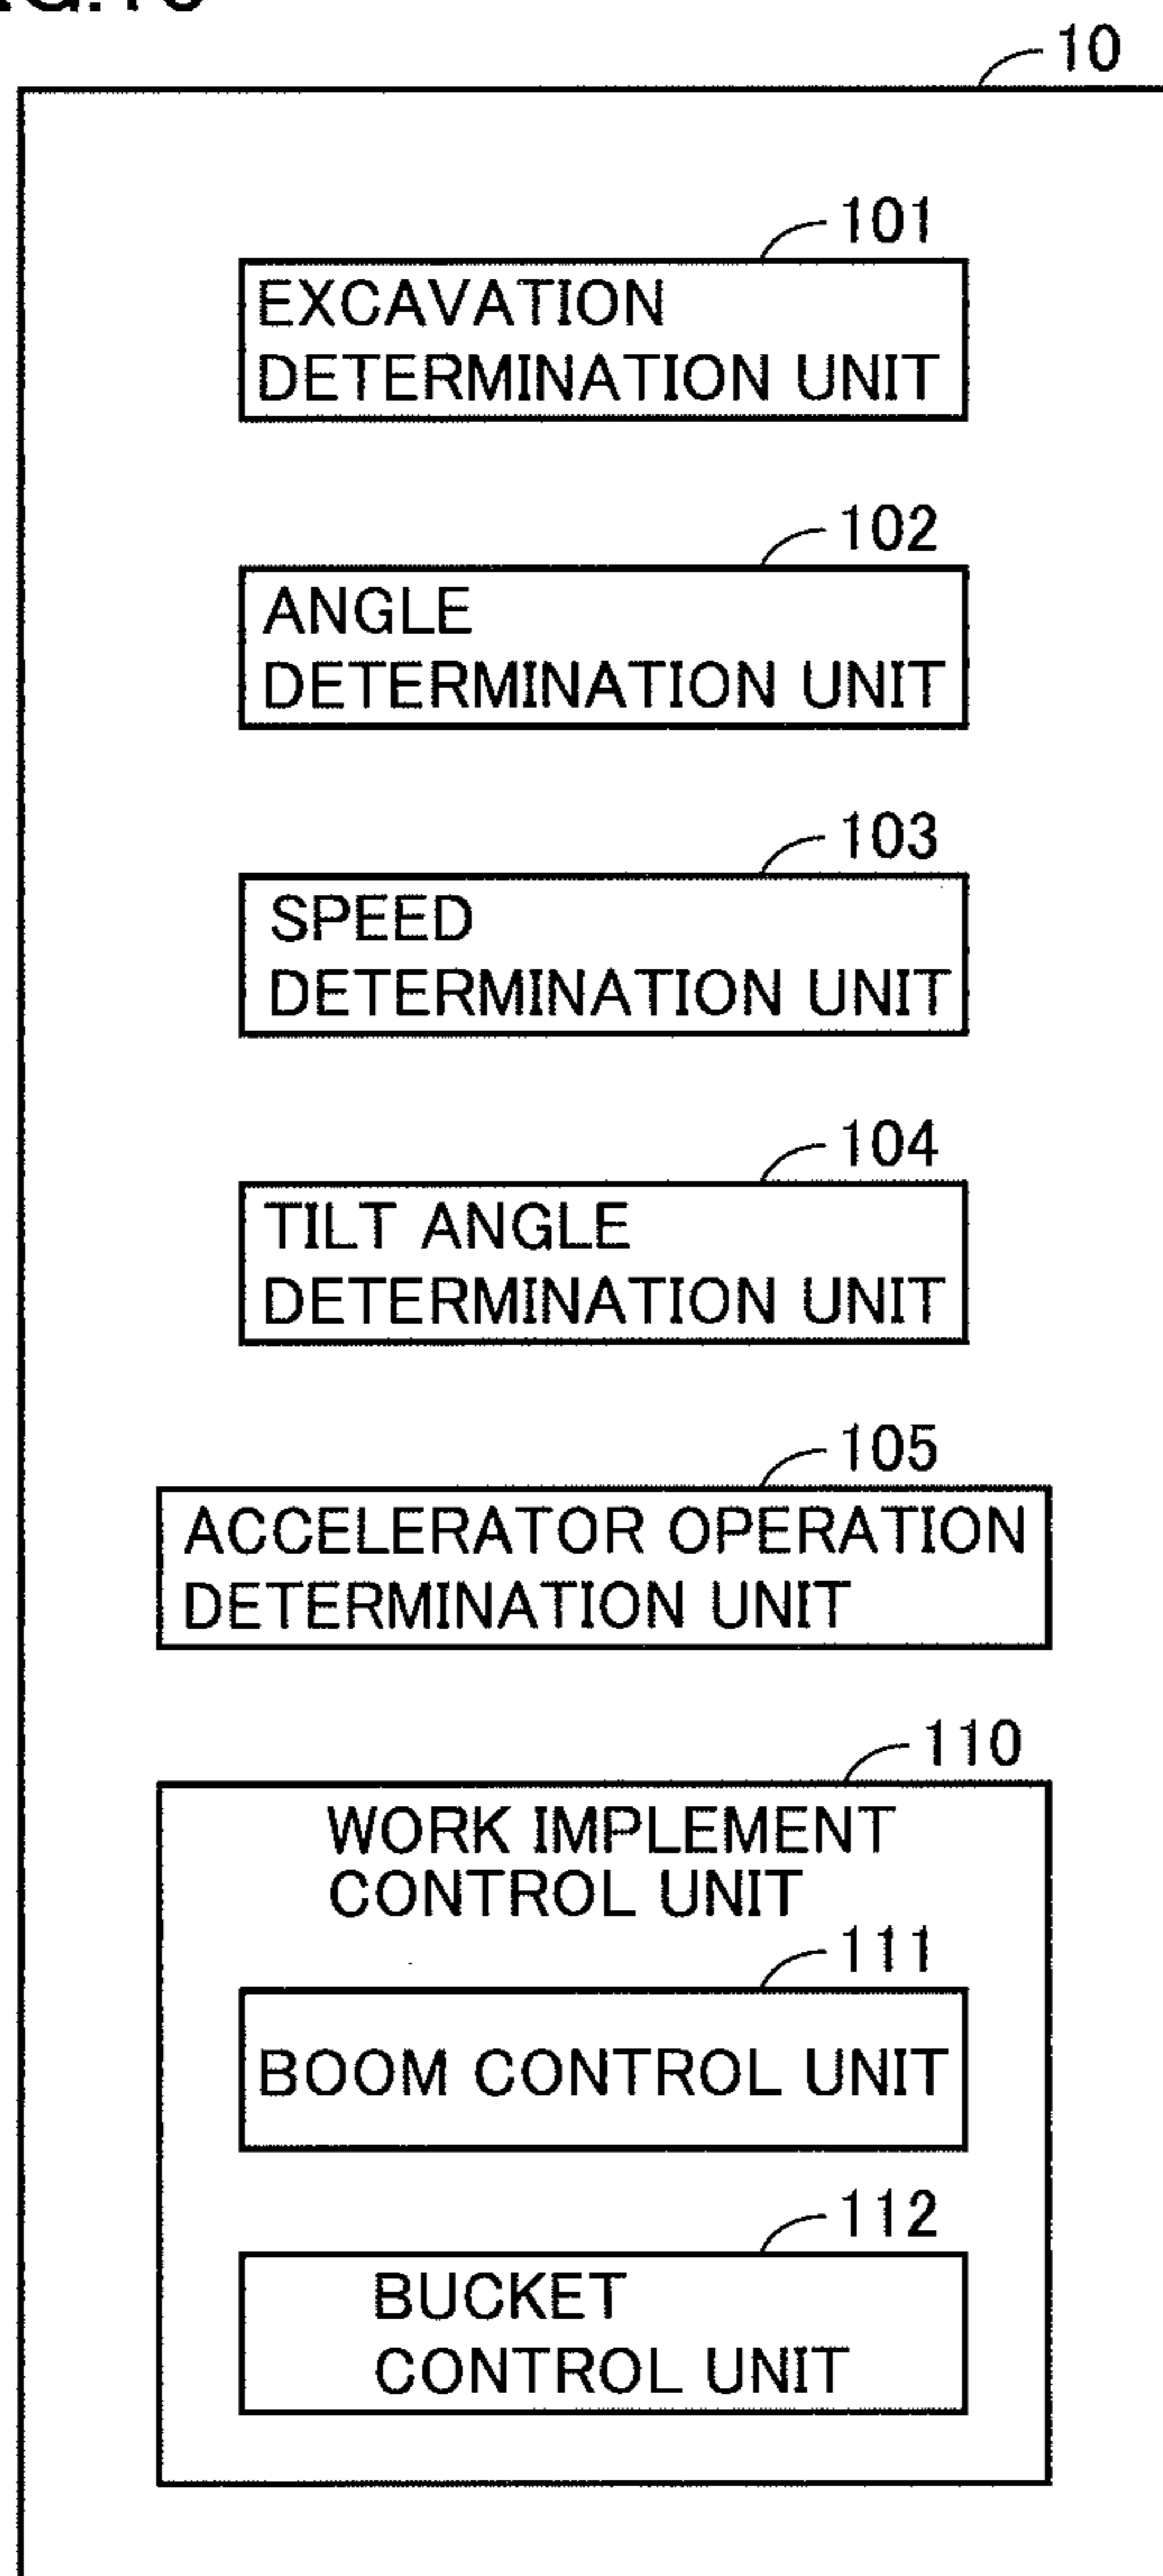 10
101
EXCAVATION
DETERMINATION UNIT
102
ANGLE
DETERMINATION UNIT
103
SPEED
DETERMINATION UNIT
104
TILT ANGLE
DETERMINATION UNIT
105
ACCELERATOR OPERATION
DETERMINATION UNIT
110
WORK IMPLEMENT
CONTROL UNIT
111
BOOM CONTROL UNIT
112
BUCKET
CONTROL UNIT